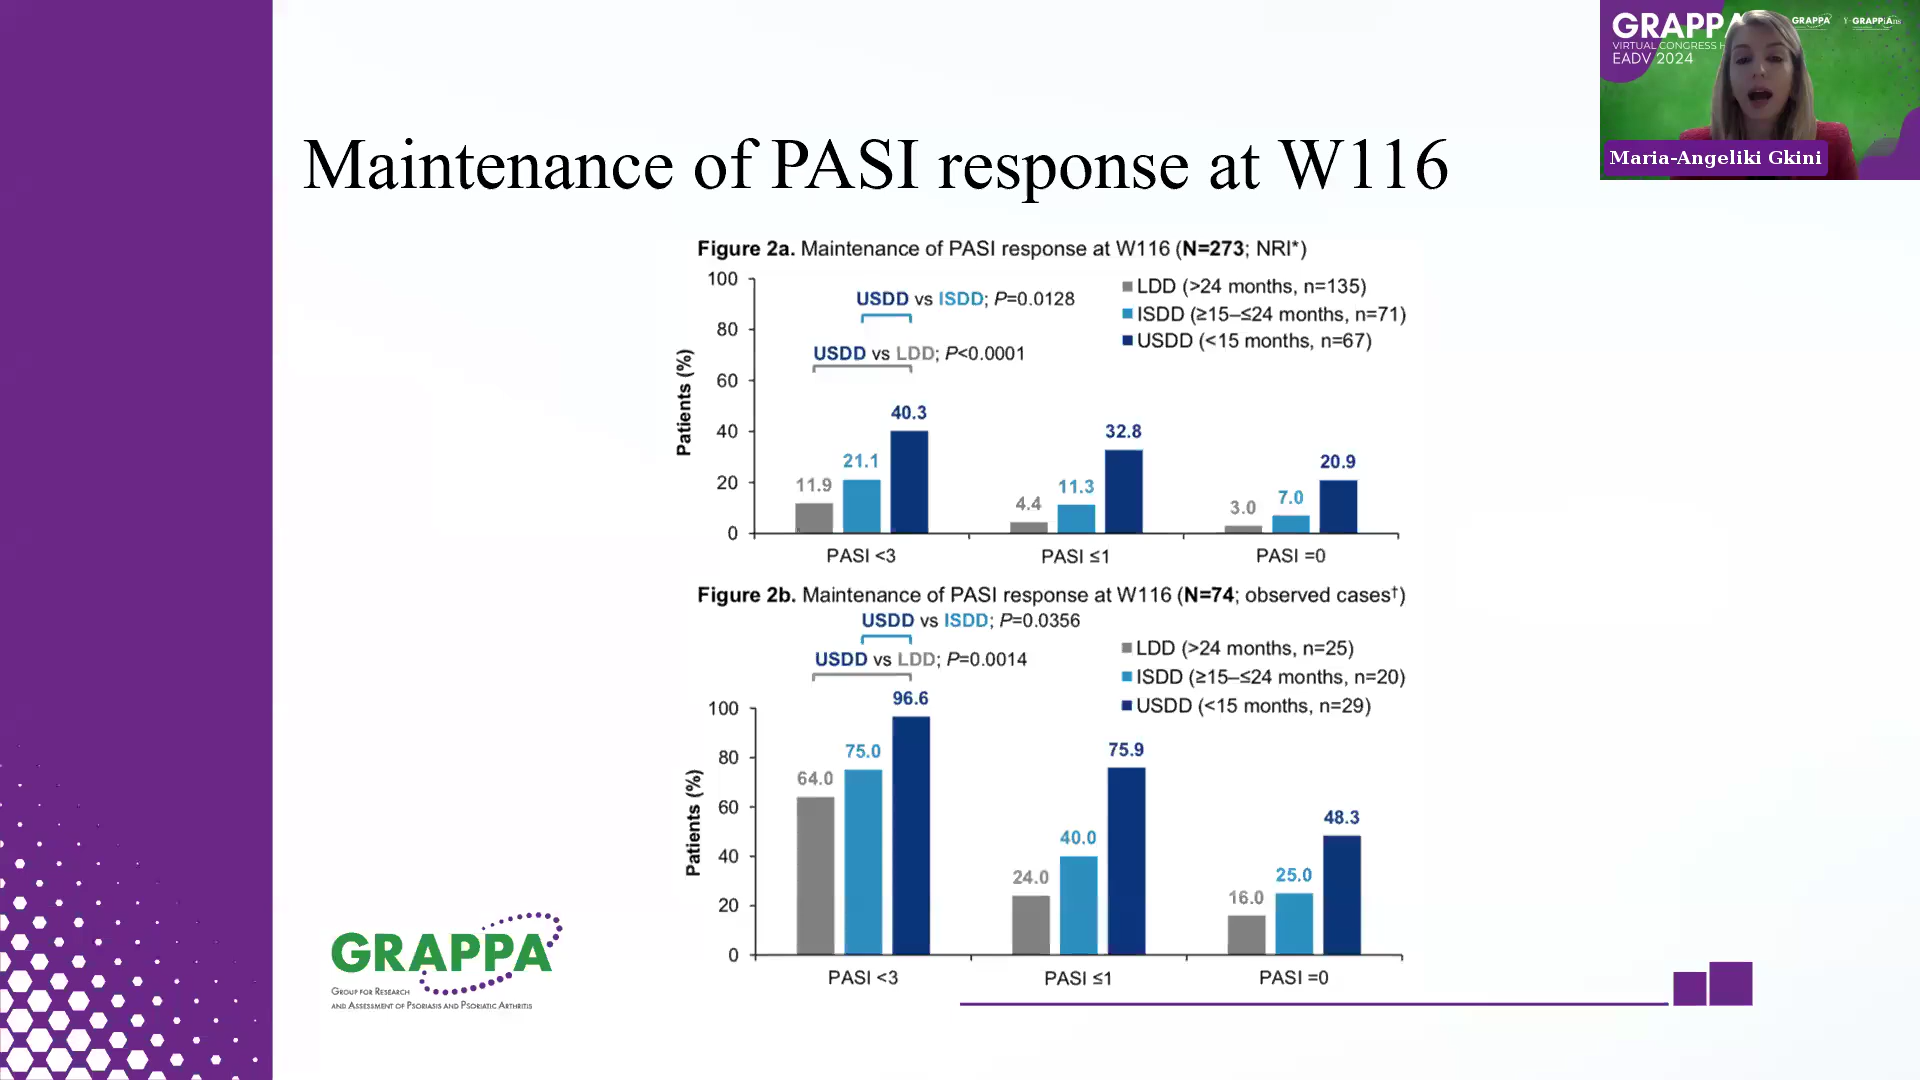 GRAPPA
VIRTUAL CONGRESS H
EADV 2024
GRAPPA
Y-GRAPPiAns
Maria-Angeliki Gkini
Maintenance of PASI response at W116
Figure 2a. Maintenance of PASI response at W116 (N=273; NRI*)
100
80
60
40
20
0
Patients (%)
USDD vs ISDD; P=0.0128
USDD vs LDD; P<0.0001
LDD (>24 months, n=135)
ISDD (≥15–≤24 months, n=71)
USDD (<15 months, n=67)
11.9
21.1
40.3
4.4
11.3
32.8
3.0
7.0
20.9
PASI <3
PASI ≤1
PASI =0
Figure 2b. Maintenance of PASI response at W116 (N=74; observed cases†)
USDD vs ISDD; P=0.0356
USDD vs LDD; P=0.0014
LDD (>24 months, n=25)
ISDD (≥15–≤24 months, n=20)
USDD (<15 months, n=29)
100
80
60
40
20
0
Patients (%)
64.0
75.0
96.6
24.0
40.0
75.9
16.0
25.0
48.3
PASI <3
PASI ≤1
PASI =0
GRAPPA
GROUP FOR RESEARCH
AND ASSESSMENT OF PSORIASIS AND PSORIATIC ARTHRITIS